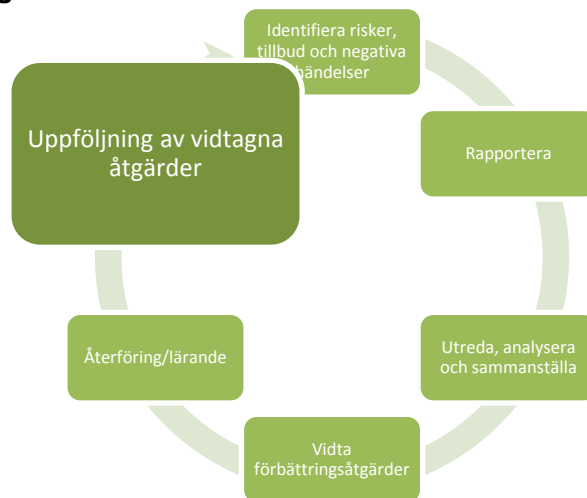 Identifiera risker,
tillbud och negativa
händelser
Rapportera
Utreda, analysera
och sammanställa
Vidta
förbättringsåtgärder
Återföring/lärande
Uppföljning av vidtagna
åtgärder